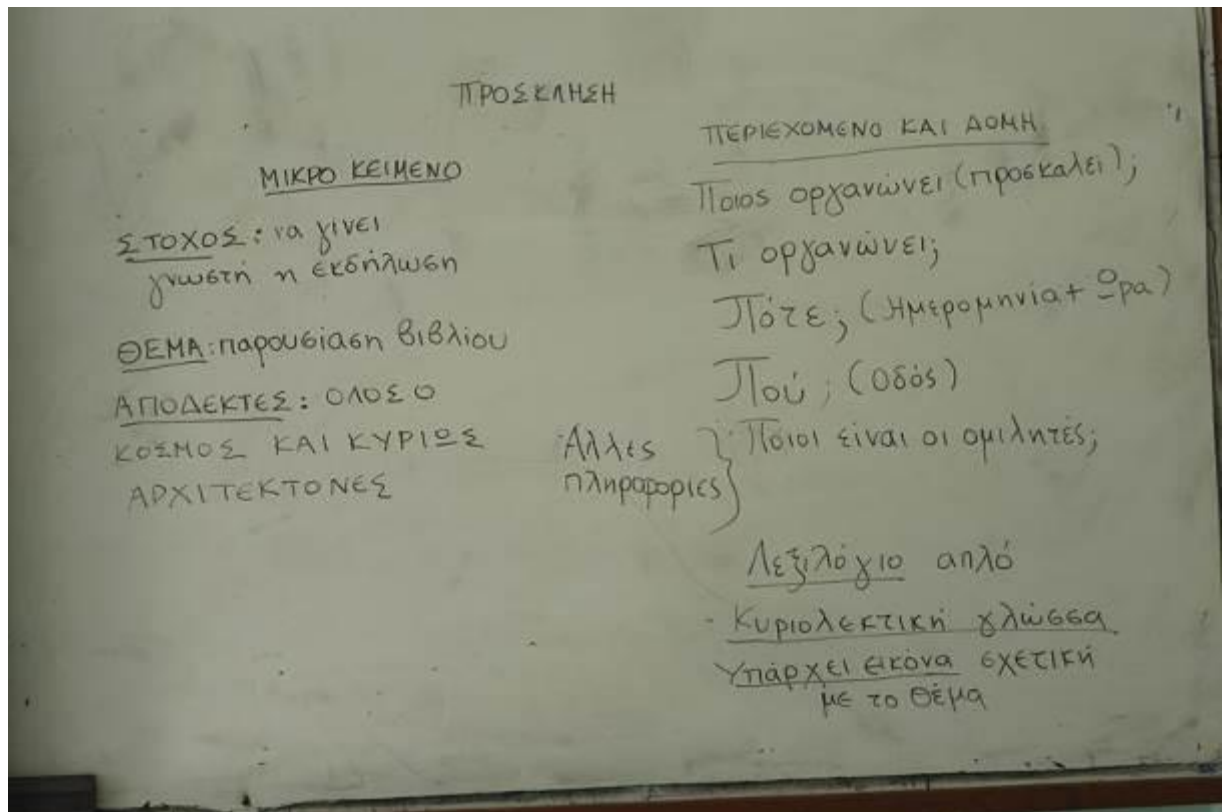 ΠΡΟΣΚΛΗΣΗ
ΜΙΚΡΟ ΚΕΙΜΕΝΟ
ΣΤΟΧΟΣ: να γίνει
γνωστή η εκδήλωση
ΘΕΜΑ: παρουσίαση βιβλίου
ΑΠΟΔΕΚΤΕΣ: ΟΛΟΣ Ο
ΚΟΣΜΟΣ ΚΑΙ ΚΥΡΙΩΣ
ΑΡΧΙΤΕΚΤΟΝΕΣ
ΠΕΡΙΕΧΟΜΕΝΟ ΚΑΙ ΔΟΜΗ
Ποιος οργανώνει (προσκαλεί);
Τι οργανώνει;
Πότε; (Ημερομηνία + Ώρα)
Πού; (Οδός)
Άλλες
πληροφορίες
Ποιοι είναι οι ομιλητές;
Λεξιλόγιο απλό
- Κυριολεκτική γλώσσα
Υπάρχει εικόνα σχετική
με το θέμα